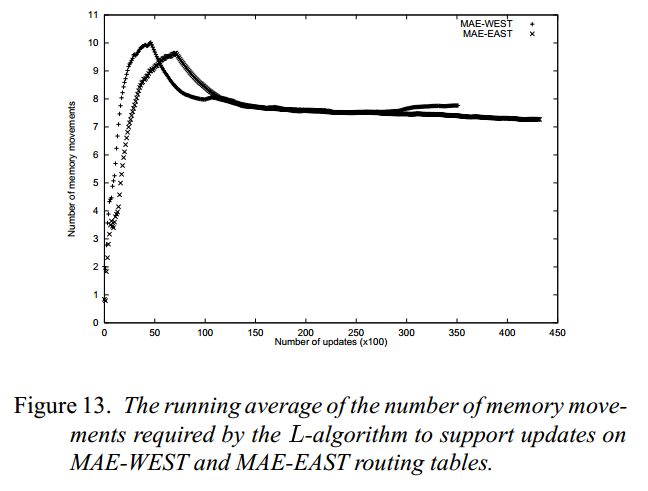 11
10
9
8
7
6
5
4
3
2
1
0
Number of memory movements
MAE-WEST
MAE-EAST
0 50 100 150 200 250 300 350 400 450
Number of updates (x100)
Figure 13. The running average of the number of memory move-
ments required by the L-algorithm to support updates on
MAE-WEST and MAE-EAST routing tables.